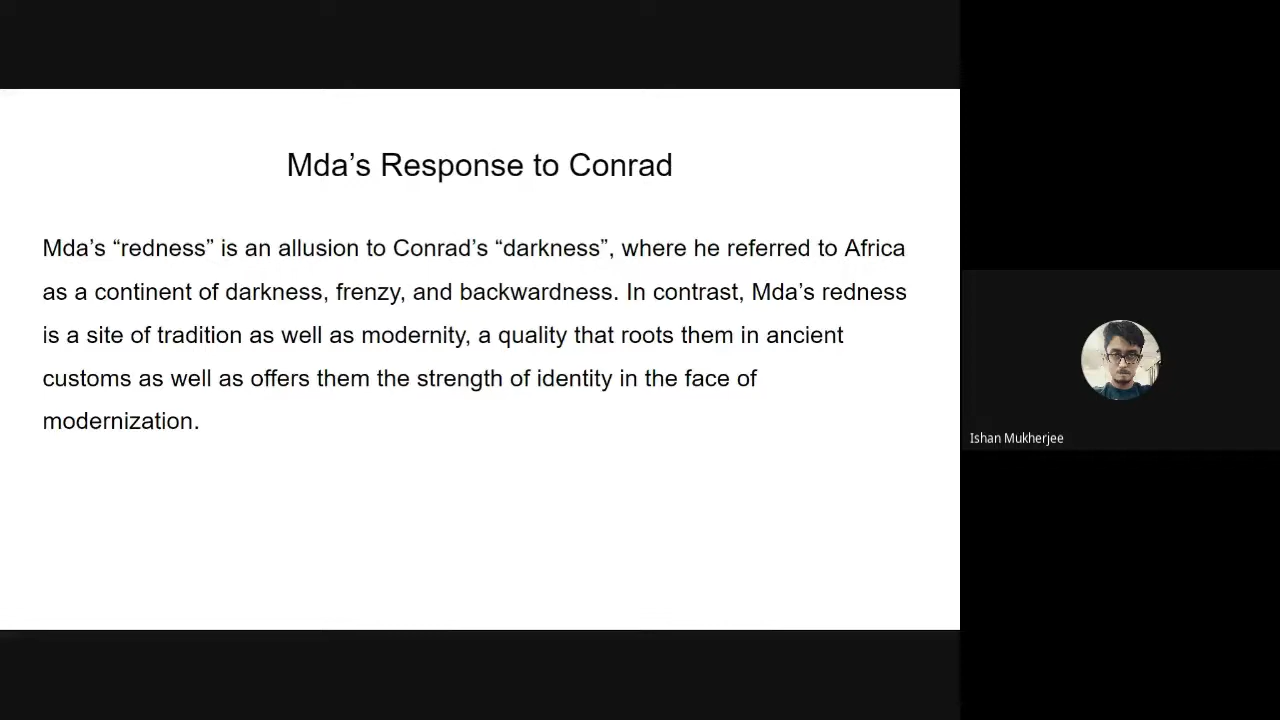 Mda’s Response to Conrad
Mda’s “redness” is an allusion to Conrad’s “darkness”, where he referred to Africa
as a continent of darkness, frenzy, and backwardness. In contrast, Mda’s redness
is a site of tradition as well as modernity, a quality that roots them in ancient
customs as well as offers them the strength of identity in the face of
modernization.
Ishan Mukherjee